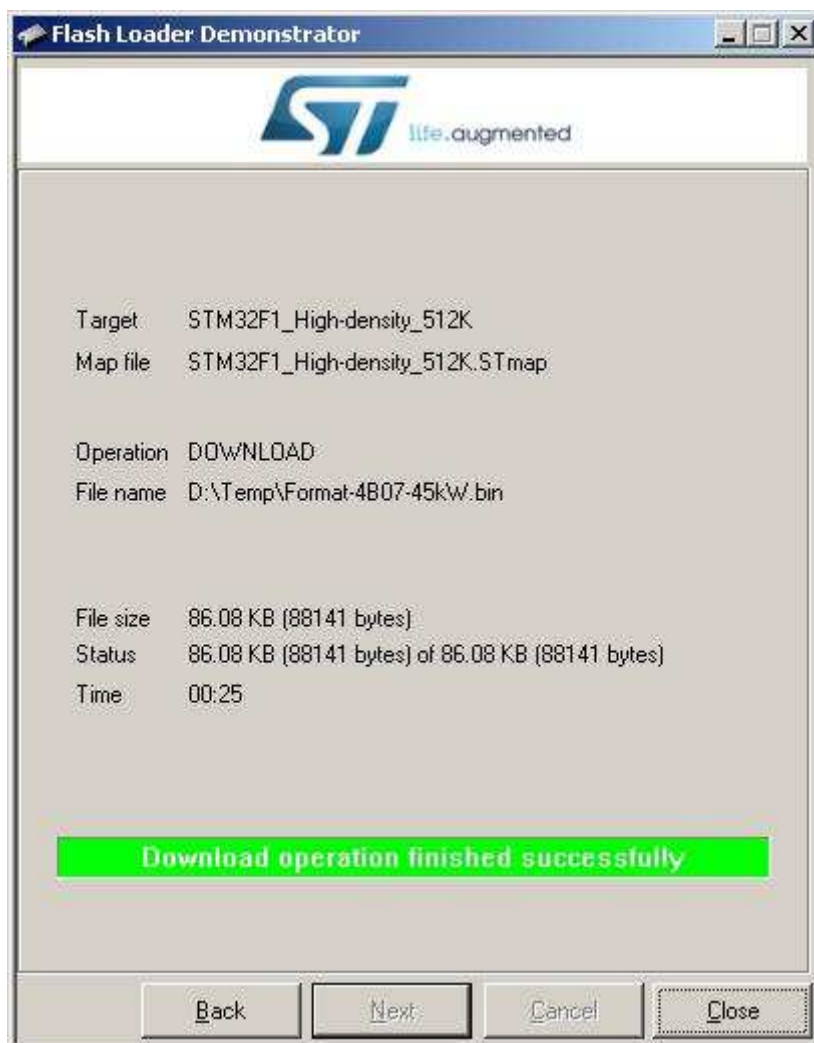 Flash Loader Demonstrator
ST life.augmented
Target STM32F1_High-density_512K
Map file STM32F1_High-density_512K.STmap
Operation DOWNLOAD
File name D:\Temp\Format-4B07-45kW.bin
File size 86.08 KB (88141 bytes)
Status 86.08 KB (88141 bytes) of 86.08 KB (88141 bytes)
Time 00:25
Download operation finished successfully
Back Next Cancel Close